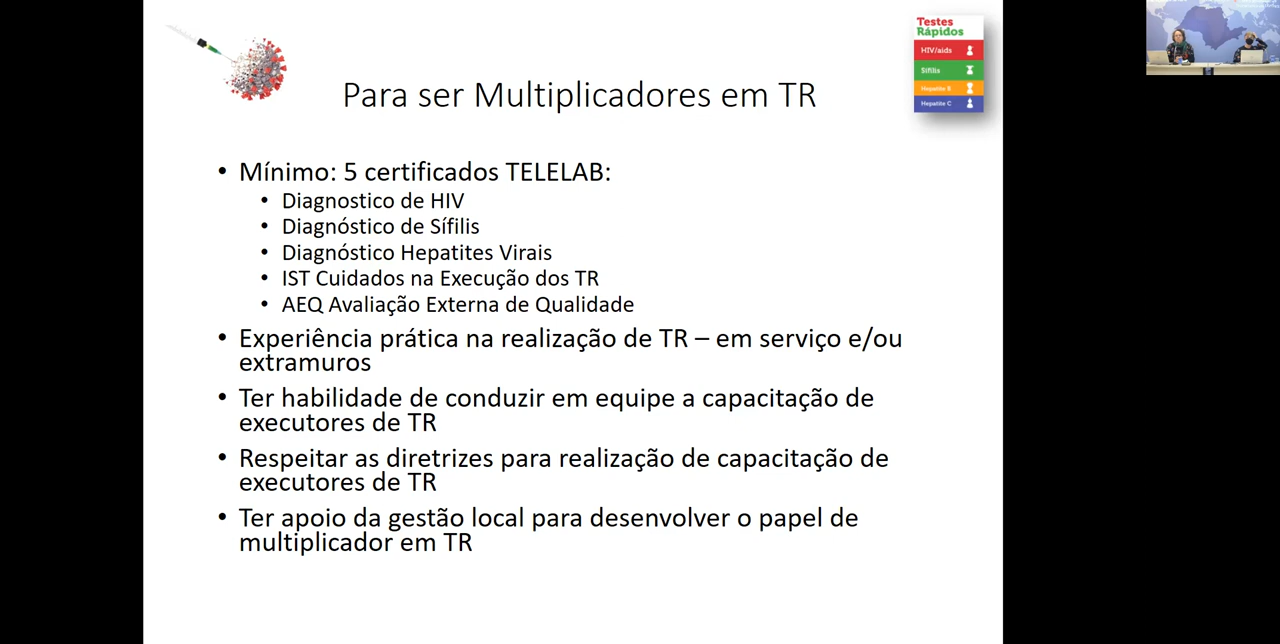 Testes
Rápidos
HIV/aids
Sífilis
Hepatite B
Hepatite C
Para ser Multiplicadores em TR
• Mínimo: 5 certificados TELELAB:
• Diagnostico de HIV
• Diagnóstico de Sífilis
• Diagnóstico Hepatites Virais
• IST Cuidados na Execução dos TR
• AEQ Avaliação Externa de Qualidade
• Experiência prática na realização de TR – em serviço e/ou
extramuros
• Ter habilidade de conduzir em equipe a capacitação de
executores de TR
• Respeitar as diretrizes para realização de capacitação de
executores de TR
• Ter apoio da gestão local para desenvolver o papel de
multiplicador em TR